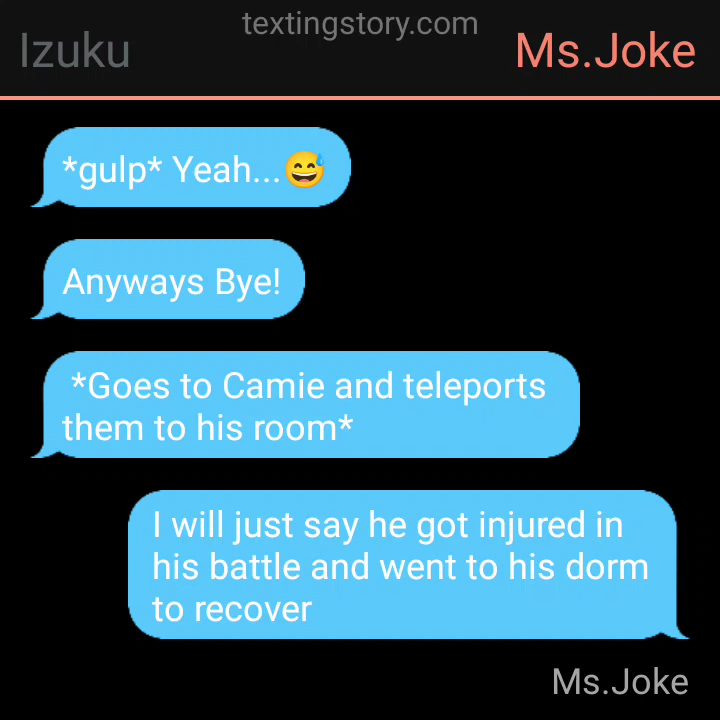 textingstory.com
Izuku
Ms.Joke
*gulp* Yeah...😅
Anyways Bye!
*Goes to Camie and teleports
them to his room*
I will just say he got injured in
his battle and went to his dorm
to recover
Ms.Joke